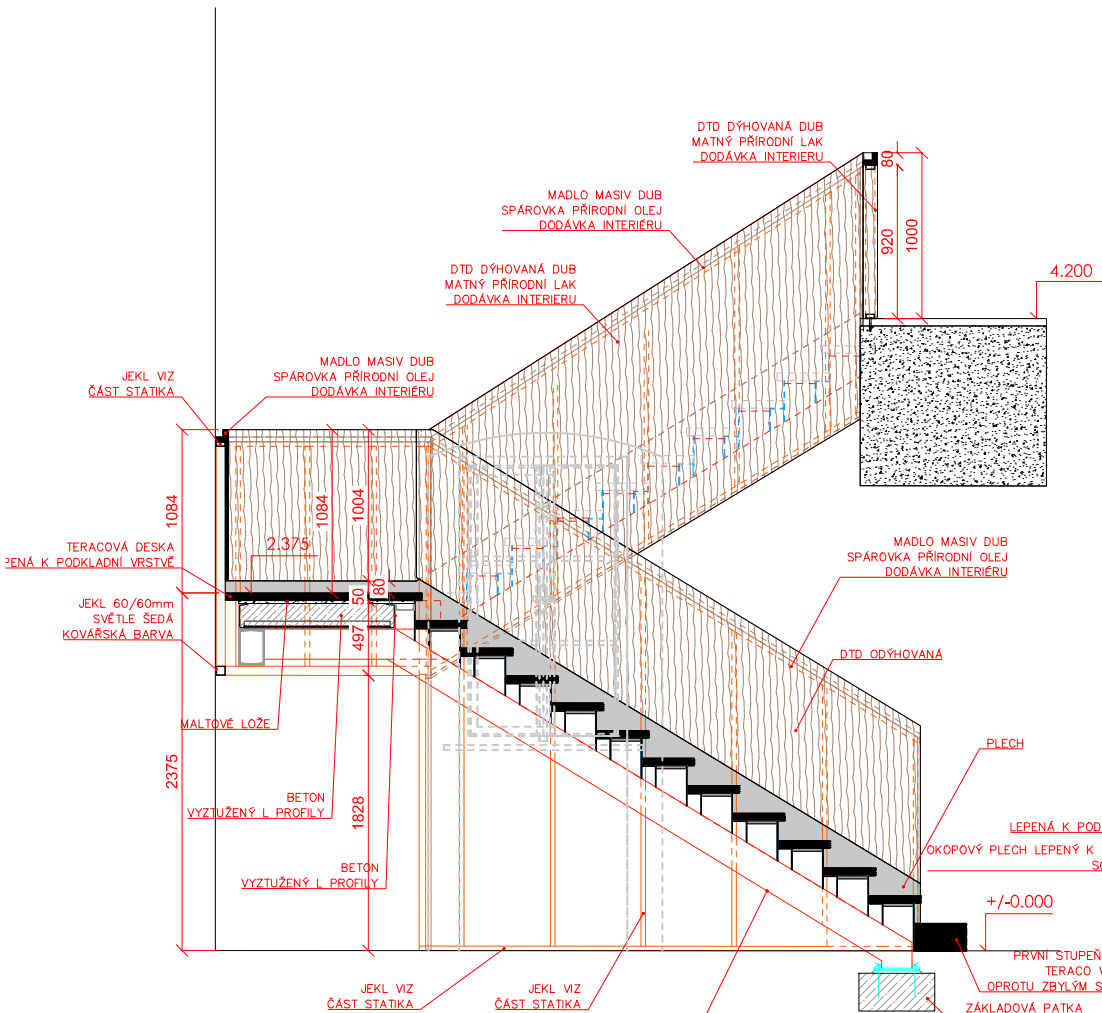 DTD DÝHOVANÁ DUB
MATNÝ PŘÍRODNÍ LAK
DODÁVKA INTERIERU
80
920
1000
MADLO MASIV DUB
SPÁROVKA PŘÍRODNÍ OLEJ
DODÁVKA INTERIÉRU
DTD DÝHOVANÁ DUB
MATNÝ PŘÍRODNÍ LAK
DODÁVKA INTERIERU
4.200
MADLO MASIV DUB
SPÁROVKA PŘÍRODNÍ OLEJ
DODÁVKA INTERIÉRU
JEKL VIZ
ČÁST STATIKA
1084
1084
1004
2.375
TERACOVÁ DESKA
PENÁ K PODKLADNÍ VRSTVĚ
MADLO MASIV DUB
SPÁROVKA PŘÍRODNÍ OLEJ
DODÁVKA INTERIÉRU
50
80
497
JEKL 60/60mm
SVĚTLE ŠEDÁ
KOVÁŘSKÁ BARVA
DTD ODÝHOVANÁ
MALTOVÉ LOŽE
PLECH
2375
1828
BETON
VYZTUŽENÝ L PROFILY
LEPENÁ K POD
OKOPOVÝ PLECH LEPENÝ K
BETON
VYZTUŽENÝ L PROFILY
+/-0.000
PRVNÍ STUPEŇ
TERACO V
OPROTU ZBYLÝM S
JEKL VIZ
ČÁST STATIKA
JEKL VIZ
ČÁST STATIKA
ZÁKLADOVÁ PATKA